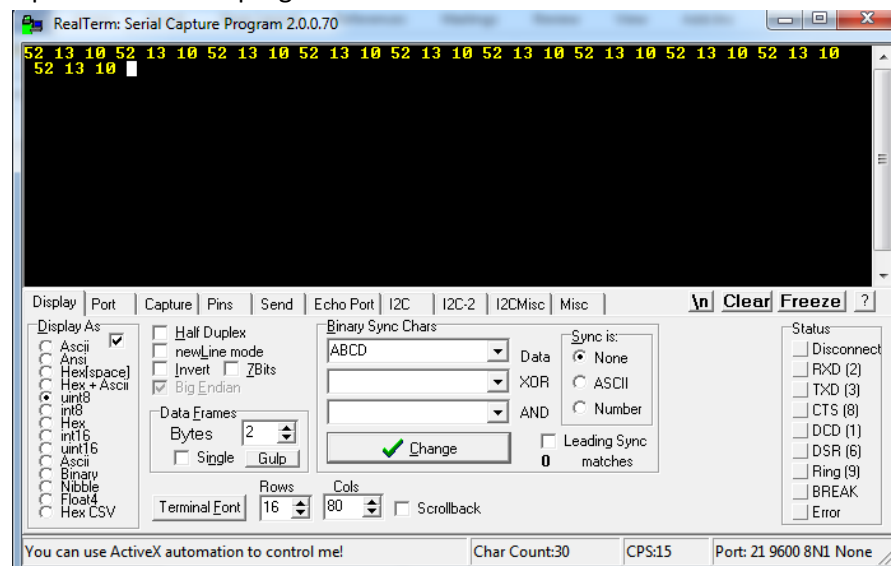 RealTerm: Serial Capture Program 2.0.0.70
52 13 10 52 13 10 52 13 10 52 13 10 52 13 10 52 13 10 52 13 10 52 13 10 52 13 10
52 13 10
Display Port Capture Pins Send Echo Port I2C I2C-2 I2CMisc Misc \n Clear Freeze ?
Display As
Ascii
Ansi
Hex[space]
Hex + Ascii
uint8
int8
Hex
int16
uint16
Ascii
Binary
Nibble
Float4
Hex CSV
Half Duplex
newLine mode
Invert 7Bits
Big Endian
Data Frames
Bytes 2
Single Gulp
Terminal Font
Rows
16
Cols
80
Scrollback
Binary Sync Chars
ABCD Data
XOR
AND
Change
Sync is:
None
ASCII
Number
Leading Sync
0 matches
Status
Disconnect
RXD (2)
TXD (3)
CTS (8)
DCD (1)
DSR (6)
Ring (9)
BREAK
Error
You can use ActiveX automation to control me! Char Count:30 CPS:15 Port: 21 9600 8N1 None